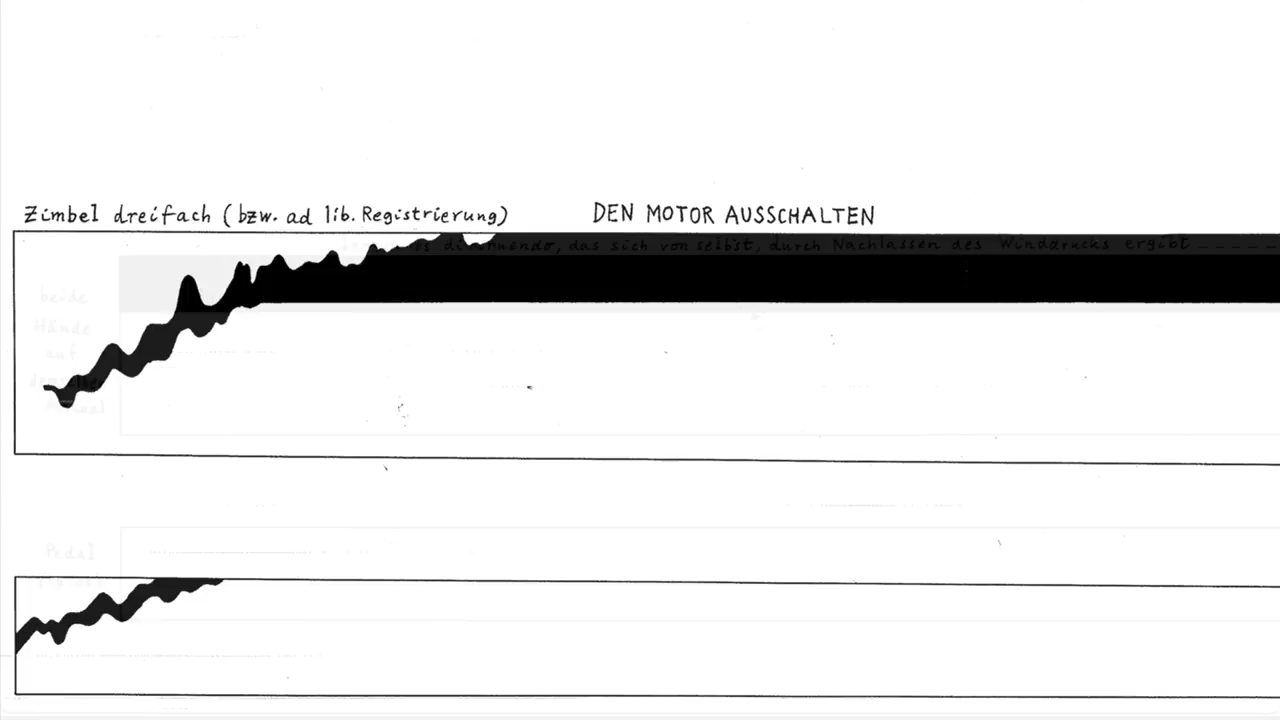 Zimbel dreifach (bzw. ad lib. Registrierung)
DEN MOTOR AUSSCHALTEN
diminuendo, das sich von selbst, durch Nachlassen des Winddrucks ergibt
beide
Hände
auf
Pedal